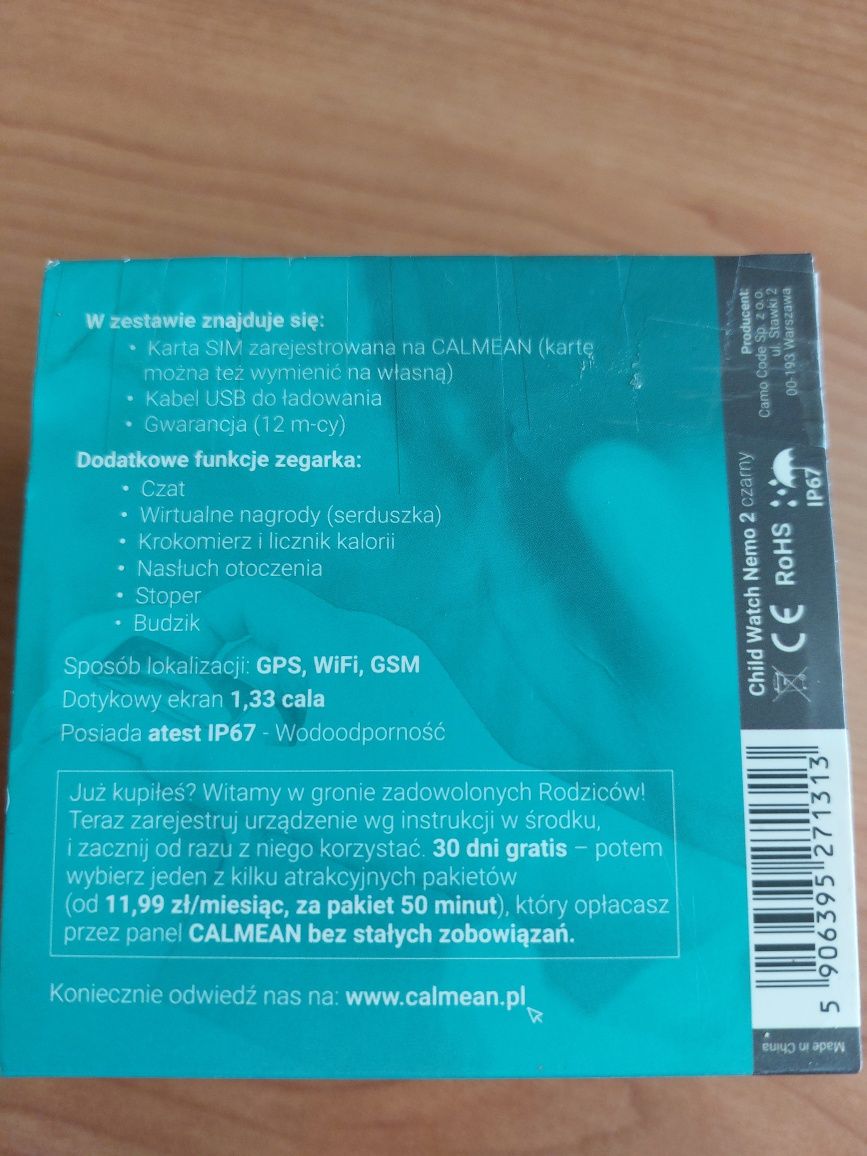 W zestawie znajduje się:
• Karta SIM zarejestrowana na CALMEAN (kartę
można też wymienić na własną)
• Kabel USB do ładowania
• Gwarancja (12 m-cy)
Dodatkowe funkcje zegarka:
• Czat
• Wirtualne nagrody (serduszka)
• Krokomierz i licznik kalorii
• Nasłuch otoczenia
• Stoper
• Budzik
Sposób lokalizacji: GPS, WiFi, GSM
Dotykowy ekran 1,33 cala
Posiada atest IP67 - Wodoodporność
Już kupiłeś? Witamy w gronie zadowolonych Rodziców!
Teraz zarejestruj urządzenie wg instrukcji w środku,
i zacznij od razu z niego korzystać. 30 dni gratis – potem
wybierz jeden z kilku atrakcyjnych pakietów
(od 11,99 zł/miesiąc, za pakiet 50 minut), który opłacasz
przez panel CALMEAN bez stałych zobowiązań.
Koniecznie odwiedź nas na: www.calmean.pl
Producent:
Camo Code Sp. z o.o.
ul. Stawki 2
00-193 Warszawa
Child Watch Nemo 2 czarny
CE RoHS
IP67
5 906395 271313
Made in China